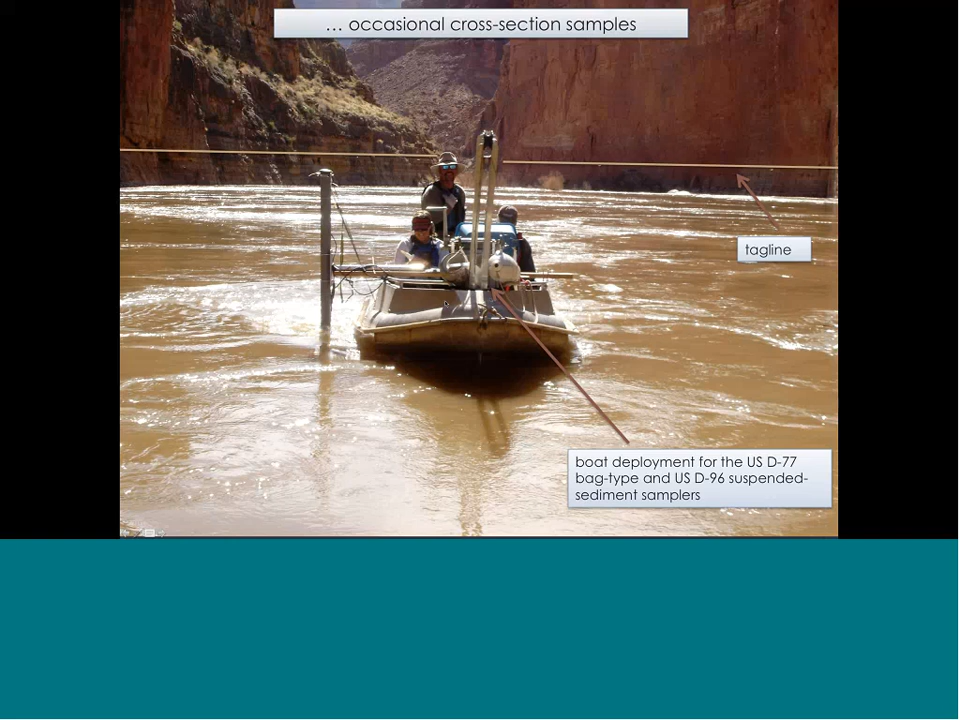 … occasional cross-section samples
tagline
boat deployment for the US D-77
bag-type and US D-96 suspended-
sediment samplers